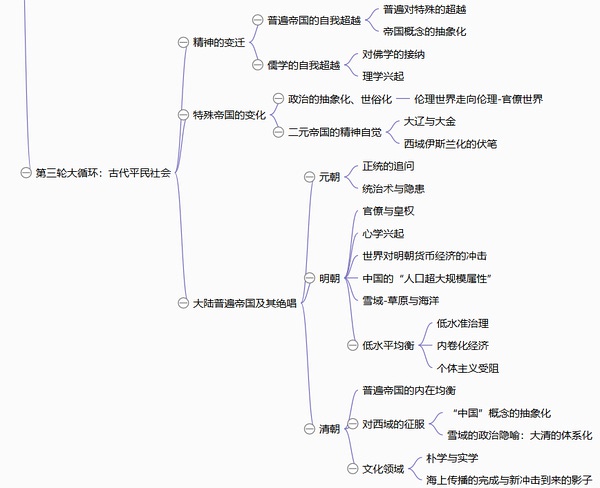 第三轮大循环：古代平民社会
精神的变迁
普遍帝国的自我超越
普遍对特殊的超越
帝国概念的抽象化
儒学的自我超越
对佛学的接纳
理学兴起
特殊帝国的变化
政治的抽象化、世俗化
伦理世界走向伦理-官僚世界
二元帝国的精神自觉
大辽与大金
西域伊斯兰化的伏笔
大陆普遍帝国及其绝唱
元朝
正统的追问
统治术与隐患
明朝
官僚与皇权
心学兴起
世界对明朝货币经济的冲击
中国的“人口超大规模属性”
雪域-草原与海洋
低水平均衡
低水准治理
内卷化经济
个体主义受阻
清朝
普遍帝国的内在均衡
对西域的征服
“中国”概念的抽象化
雪域的政治隐喻：大清的体系化
文化领域
朴学与实学
海上传播的完成与新冲击到来的影子